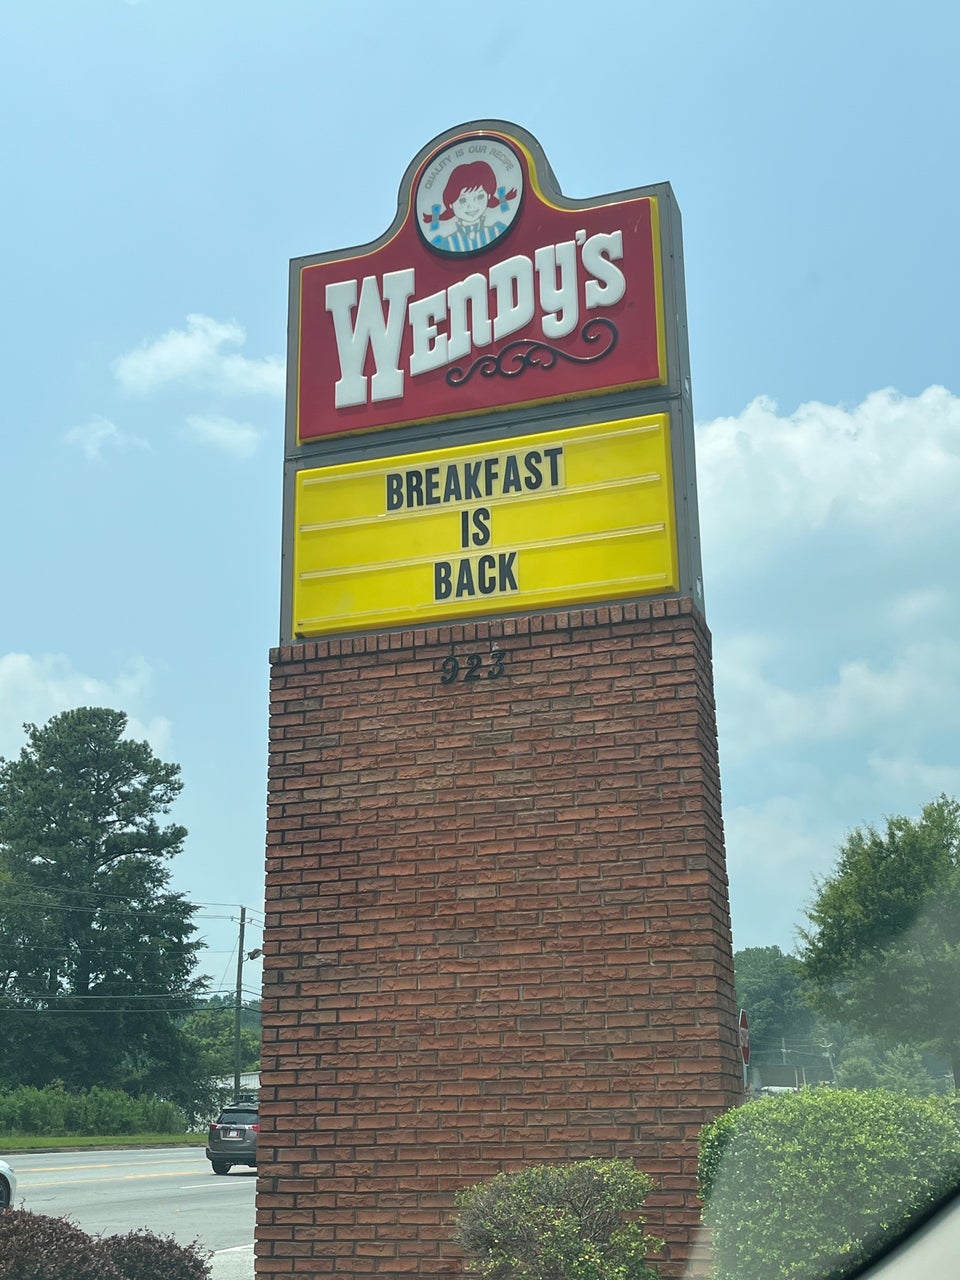 QUALITY IS OUR RECIPE
WENDY'S
BREAKFAST
IS
BACK
923